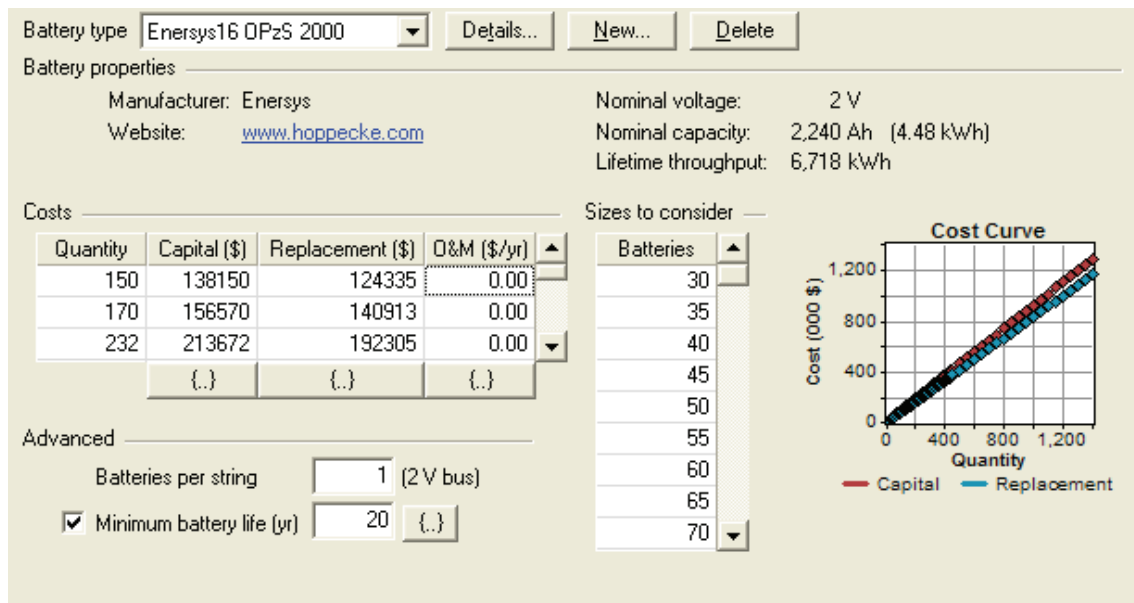 Battery type Enersys16 OPzS 2000 Details... New... Delete
Battery properties
Manufacturer: Enersys Nominal voltage: 2 V
Website: www.hoppecke.com Nominal capacity: 2,240 Ah (4.48 kWh)
Lifetime throughput: 6,718 kWh
Costs
Quantity Capital ($) Replacement ($) O&M ($/yr)
150 138150 124335 0.00
170 156570 140913 0.00
232 213672 192305 0.00
{..} {..} {..}
Advanced
Batteries per string 1 (2 V bus)
Minimum battery life (yr) 20 {..}
Sizes to consider
Batteries
30
35
40
45
50
55
60
65
70
Cost Curve
Cost (000 $)
1,200
800
400
0
0 400 800 1,200
Quantity
Capital Replacement